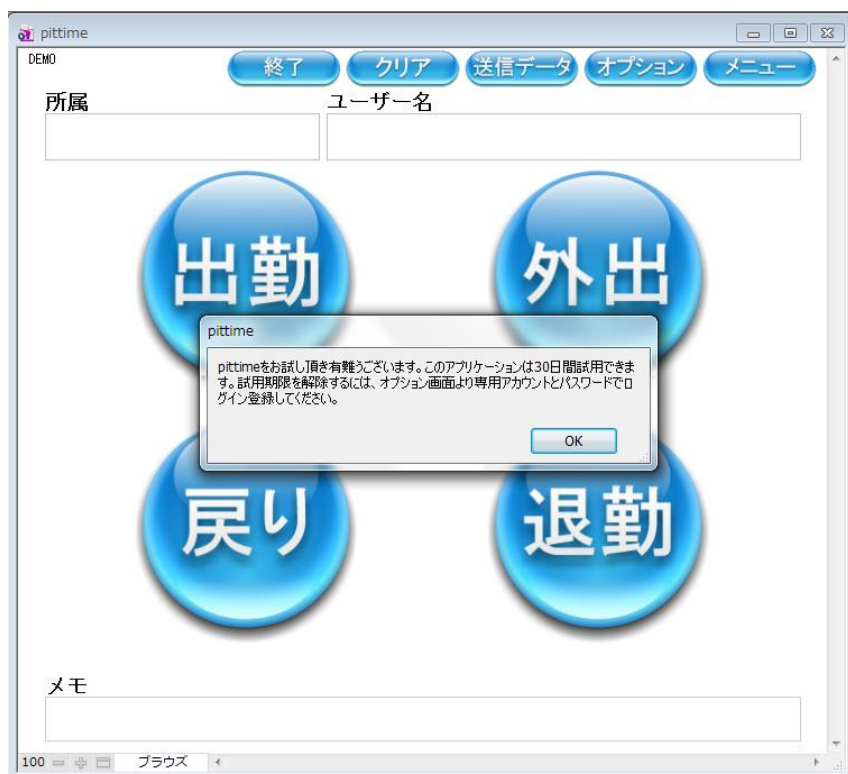 pittime
DEMO
終了 クリア 送信データ オプション メニュー
所属 ユーザー名
出勤 外出
pittime
pittimeをお試し頂き有難うございます。このアプリケーションは30日間試用できま
す。試用期限を解除するには、オプション画面より専用アカウントとパスワードでロ
グイン登録してください。
OK
戻り 退勤
メモ
100 ブラウズ